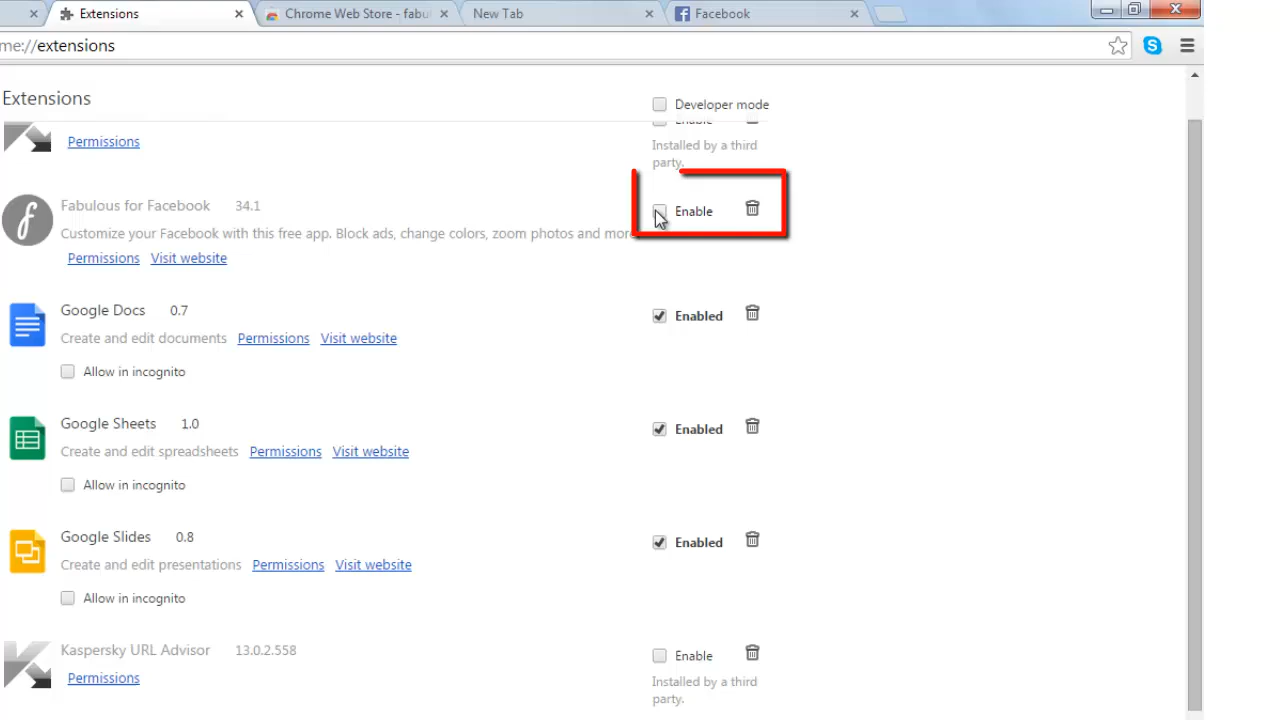 Extensions
Chrome Web Store - fabu
New Tab
Facebook
me://extensions
Extensions
Developer mode
Enable
Permissions
Installed by a third
party.
Fabulous for Facebook 34.1
Enable
Customize your Facebook with this free app. Block ads, change colors, zoom photos and more
Permissions Visit website
Google Docs 0.7
Enabled
Create and edit documents Permissions Visit website
Allow in incognito
Google Sheets 1.0
Enabled
Create and edit spreadsheets Permissions Visit website
Allow in incognito
Google Slides 0.8
Enabled
Create and edit presentations Permissions Visit website
Allow in incognito
Kaspersky URL Advisor 13.0.2.558
Enable
Permissions
Installed by a third
party.